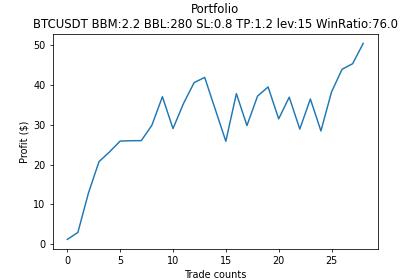 Portfolio
BTCUSDT BBM:2.2 BBL:280 SL:0.8 TP:1.2 lev:15 WinRatio:76.0
50
40
30
20
10
0
Profit ($)
0 5 10 15 20 25
Trade counts